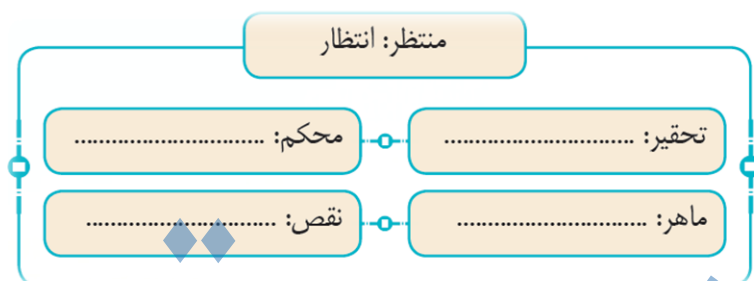 منتظر: انتظار
تحقیر: ................................
محکم: ................................
ماهر: ................................
نقص: ................................